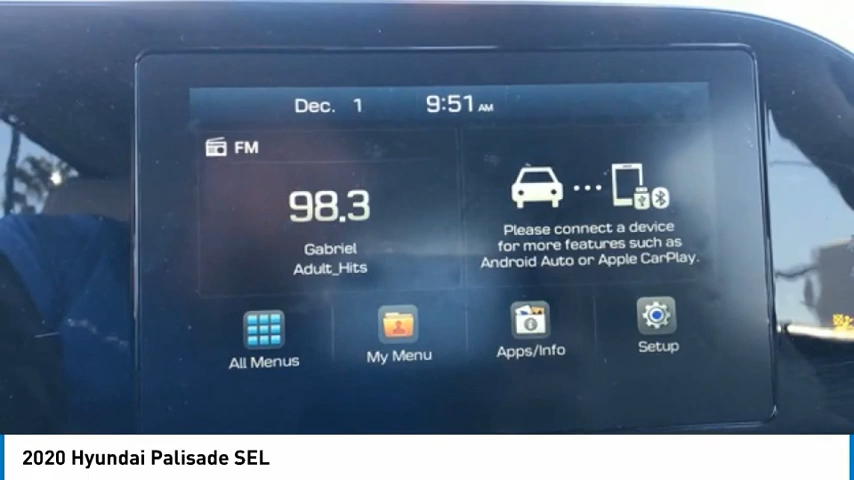 Dec. 1 9:51 AM
FM
98.3
Gabriel
Adult_Hits
Please connect a device
for more features such as
Android Auto or Apple CarPlay.
All Menus
My Menu
Apps/Info
Setup
2020 Hyundai Palisade SEL